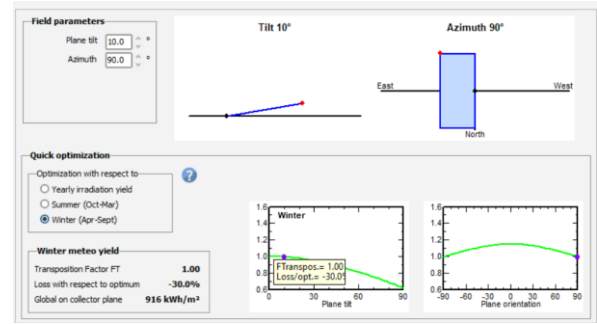 Field parameters
Plane tilt 10.0 °
Azimuth 90.0 °
Tilt 10°
Azimuth 90°
East West
North
Quick optimization
Optimization with respect to
Yearly irradiation yield
Summer (Oct-Mar)
Winter (Apr-Sept)
?
Winter meteo yield
Transposition Factor FT 1.00
Loss with respect to optimum -30.0%
Global on collector plane 916 kWh/m²
1.6
Winter
1.4
1.2
1.0
FTranspos.= 1.00
0.8
Loss/opt.= -30.0%
0.6
0 30 60 90
Plane tilt
1.6
1.4
1.2
1.0
0.8
0.6
-90 -60 -30 0 30 60 90
Plane orientation